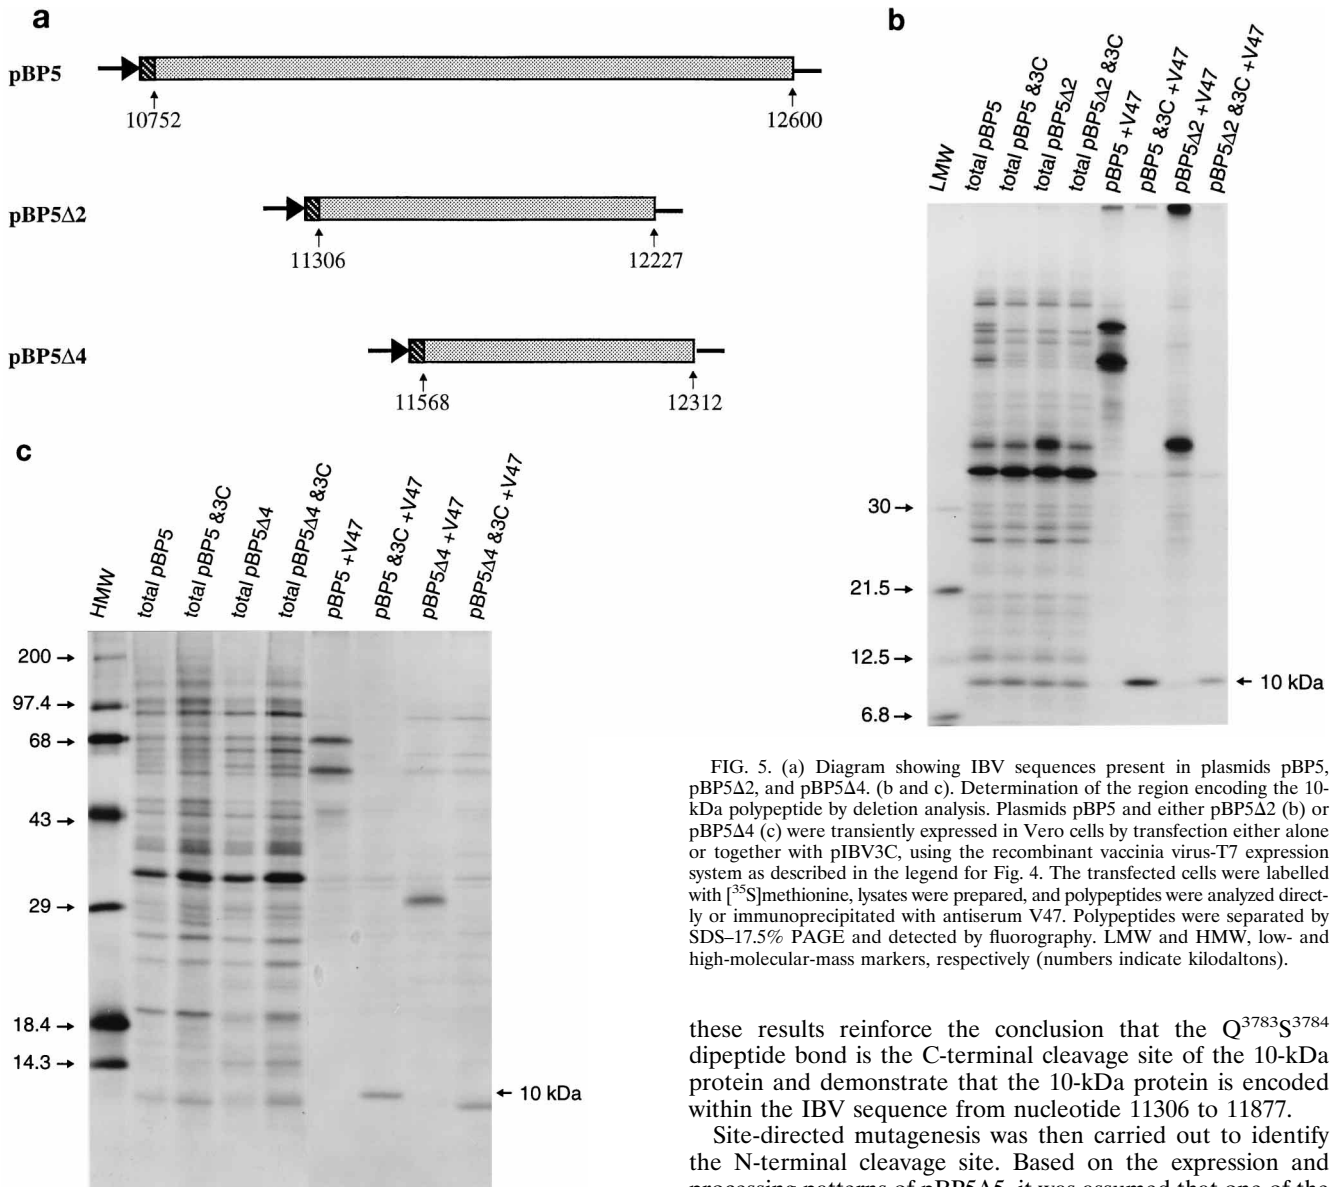 a
pBP5
10752
12600
pBP5Δ2
11306
12227
pBP5Δ4
11568
12312
b
LMW
total pBP5
total pBP5 &3C
total pBP5Δ2
total pBP5Δ2 &3C
pBP5 +V47
pBP5 &3C +V47
pBP5Δ2 +V47
pBP5Δ2 &3C +V47
30
21.5
12.5
6.8
10 kDa
c
HMW
total pBP5
total pBP5 &3C
total pBP5Δ4
total pBP5Δ4 &3C
pBP5 +V47
pBP5 &3C +V47
pBP5Δ4 +V47
pBP5Δ4 &3C +V47
200
97.4
68
43
29
18.4
14.3
10 kDa
FIG. 5. (a) Diagram showing IBV sequences present in plasmids pBP5,
pBP5Δ2, and pBP5Δ4. (b and c). Determination of the region encoding the 10-
kDa polypeptide by deletion analysis. Plasmids pBP5 and either pBP5Δ2 (b) or
pBP5Δ4 (c) were transiently expressed in Vero cells by transfection either alone
or together with pIBV3C, using the recombinant vaccinia virus-T7 expression
system as described in the legend for Fig. 4. The transfected cells were labelled
with [³⁵S]methionine, lysates were prepared, and polypeptides were analyzed direct-
ly or immunoprecipitated with antiserum V47. Polypeptides were separated by
SDS–17.5% PAGE and detected by fluorography. LMW and HMW, low- and
high-molecular-mass markers, respectively (numbers indicate kilodaltons).
these results reinforce the conclusion that the Q³⁷⁸³S³⁷⁸⁴
dipeptide bond is the C-terminal cleavage site of the 10-kDa
protein and demonstrate that the 10-kDa protein is encoded
within the IBV sequence from nucleotide 11306 to 11877.
Site-directed mutagenesis was then carried out to identify
the N-terminal cleavage site. Based on the expression and
processing patterns of pBP5Δ5, it was assumed that one of the